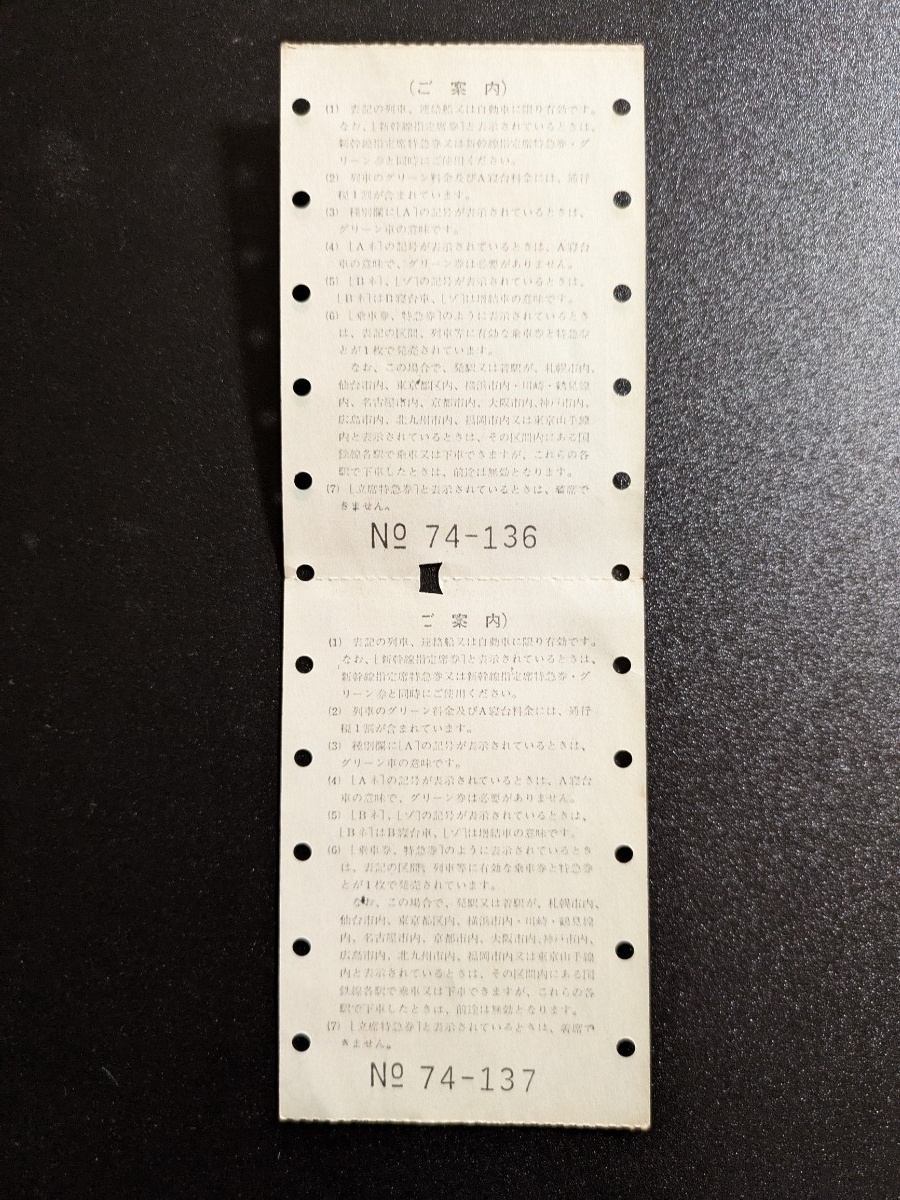 (ご案内)
(1) 表記の列車、連絡船又は自動車に限り有効です。
なお、[新幹線指定席券]と表示されているときは、
新幹線指定席特急券又は新幹線指定席特急券・グ
リーン券と同時にご使用ください。
(2) 列車のグリーン料金及びA寝台料金には、通行
税1割が含まれています。
(3) 種別欄に[A]の記号が表示されているときは、
グリーン車の意味です。
(4) [Aネ]の記号が表示されているときは、A寝台
車の意味で、グリーン券は必要がありません。
(5) [Bネ]、[ゾ]の記号が表示されているときは、
[Bネ]はB寝台車、[ゾ]は増結車の意味です。
(6) [乗車券、特急券]のように表示されているとき
は、表記の区間、列車等に有効な乗車券と特急券
とが1枚で発売されています。
なお、この場合で、発駅又は着駅が、札幌市内、
仙台市内、東京都区内、横浜市内・川崎・鶴見線
内、名古屋市内、京都市内、大阪市内、神戸市内、
広島市内、北九州市内、福岡市内又は東京山手線
内と表示されているときは、その区間内にある国
鉄線各駅で乗車又は下車できますが、これらの各
駅で下車したときは、前途は無効となります。
(7) [立席特急券]と表示されているときは、着席で
きません。
№ 74-136
ご案内)
(1) 表記の列車、連絡船又は自動車に限り有効です。
なお、[新幹線指定席券]と表示されているときは、
新幹線指定席特急券又は新幹線指定席特急券・グ
リーン券と同時にご使用ください。
(2) 列車のグリーン料金及びA寝台料金には、通行
税1割が含まれています。
(3) 種別欄に[A]の記号が表示されているときは、
グリーン車の意味です。
(4) [Aネ]の記号が表示されているときは、A寝台
車の意味で、グリーン券は必要がありません。
(5) [Bネ]、[ゾ]の記号が表示されているときは、
[Bネ]はB寝台車、[ゾ]は増結車の意味です。
(6) [乗車券、特急券]のように表示されているとき
は、表記の区間、列車等に有効な乗車券と特急券
とが1枚で発売されています。
なお、この場合で、発駅又は着駅が、札幌市内、
仙台市内、東京都区内、横浜市内・川崎・鶴見線
内、名古屋市内、京都市内、大阪市内、神戸市内、
広島市内、北九州市内、福岡市内又は東京山手線
内と表示されているときは、その区間内にある国
鉄線各駅で乗車又は下車できますが、これらの各
駅で下車したときは、前途は無効となります。
(7) [立席特急券]と表示されているときは、着席で
きません。
№ 74-137